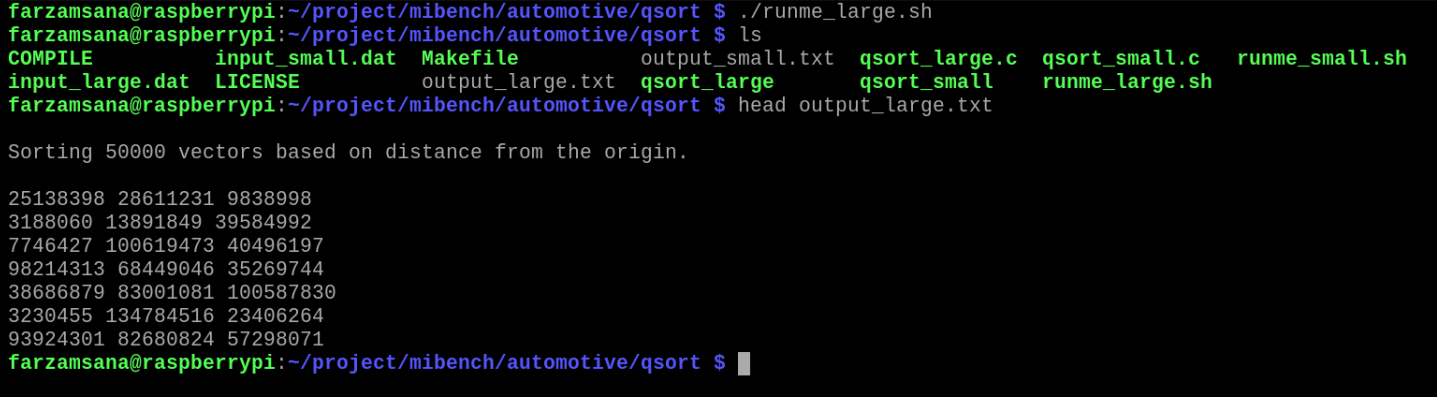 farzamsana@raspberrypi:~/project/mibench/automotive/qsort $ ./runme_large.sh
farzamsana@raspberrypi:~/project/mibench/automotive/qsort $ ls
COMPILE input_small.dat Makefile output_small.txt qsort_large.c qsort_small.c runme_small.sh
input_large.dat LICENSE output_large.txt qsort_large qsort_small runme_large.sh
farzamsana@raspberrypi:~/project/mibench/automotive/qsort $ head output_large.txt
Sorting 50000 vectors based on distance from the origin.
25138398 28611231 9838998
3188060 13891849 39584992
7746427 100619473 40496197
98214313 68449046 35269744
38686879 83001081 100587830
3230455 134784516 23406264
93924301 82680824 57298071
farzamsana@raspberrypi:~/project/mibench/automotive/qsort $